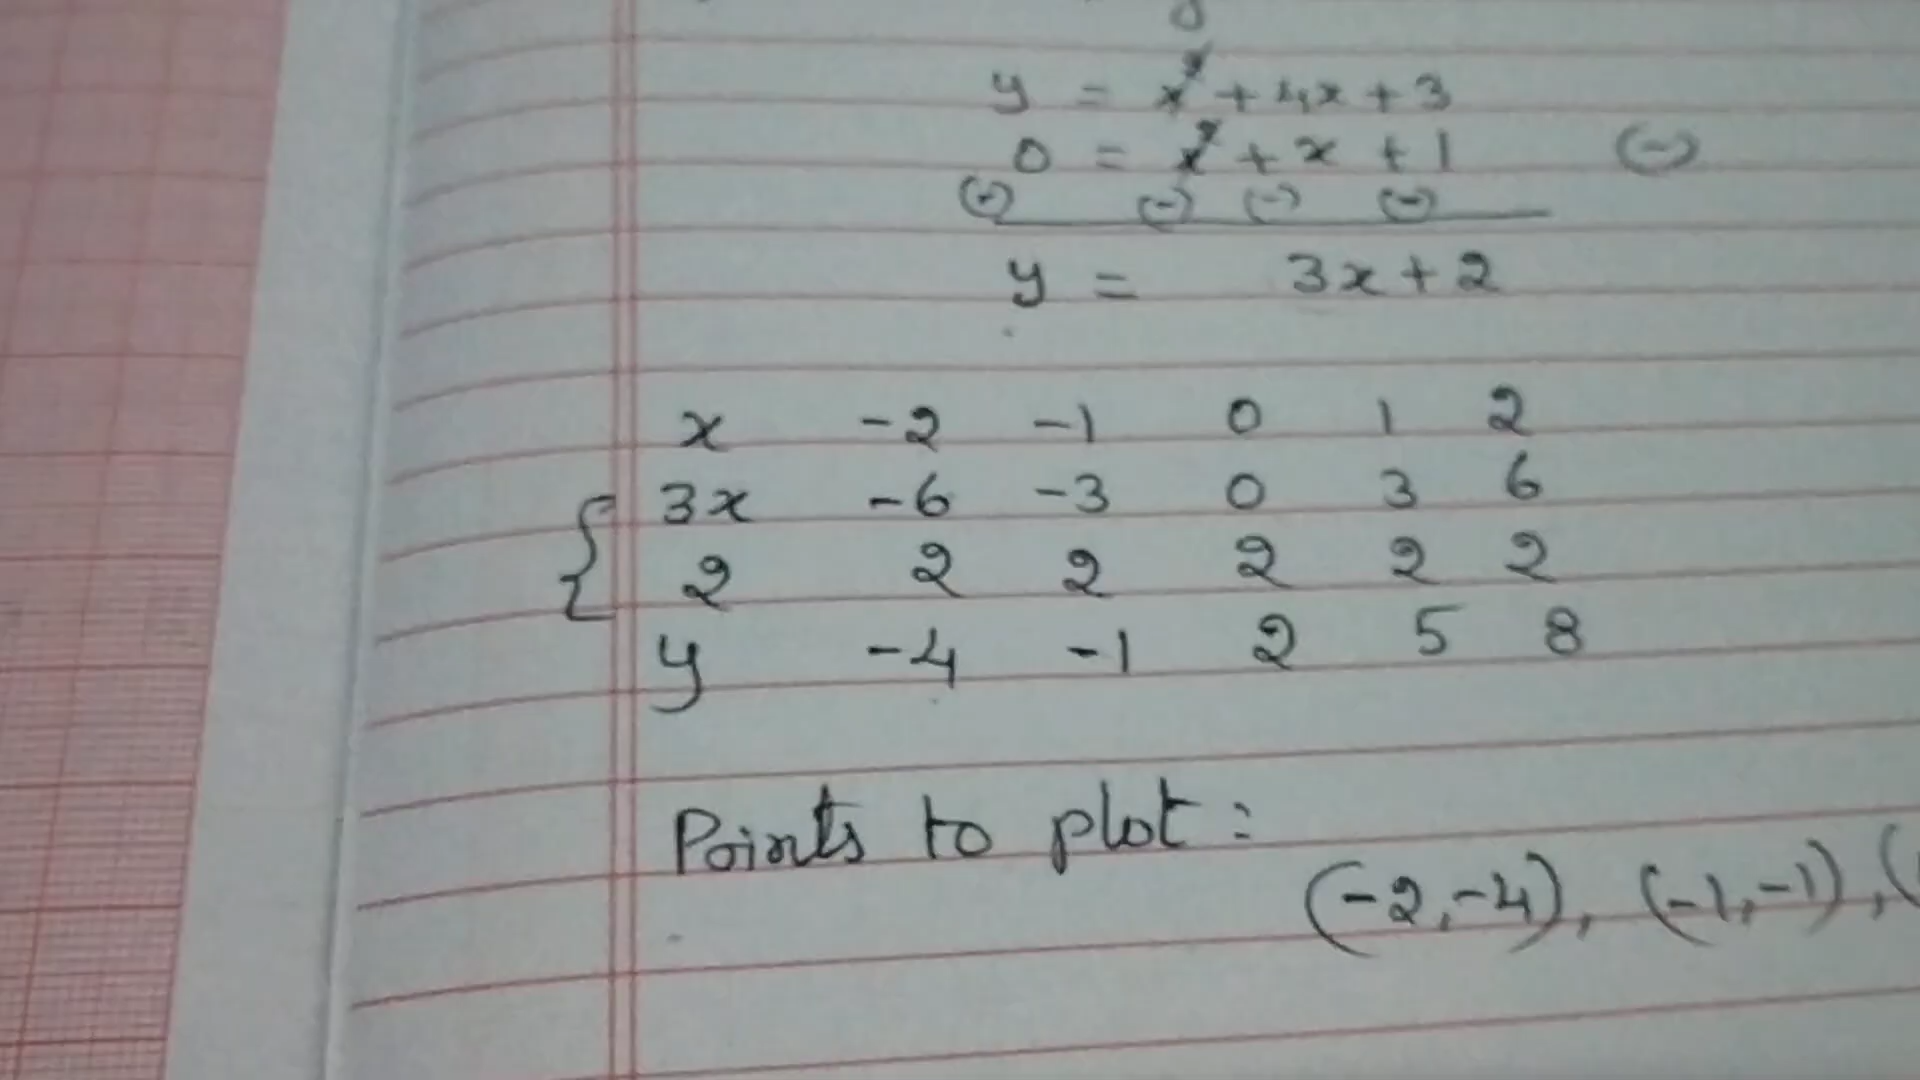 y = x² + 4x + 3
0 = x² + x + 1 (-)
(-) (-) (-) (-)
y = 3x + 2
x -2 -1 0 1 2
3x -6 -3 0 3 6
2 2 2 2 2 2
y -4 -1 2 5 8
Points to plot :
(-2,-4), (-1,-1), (